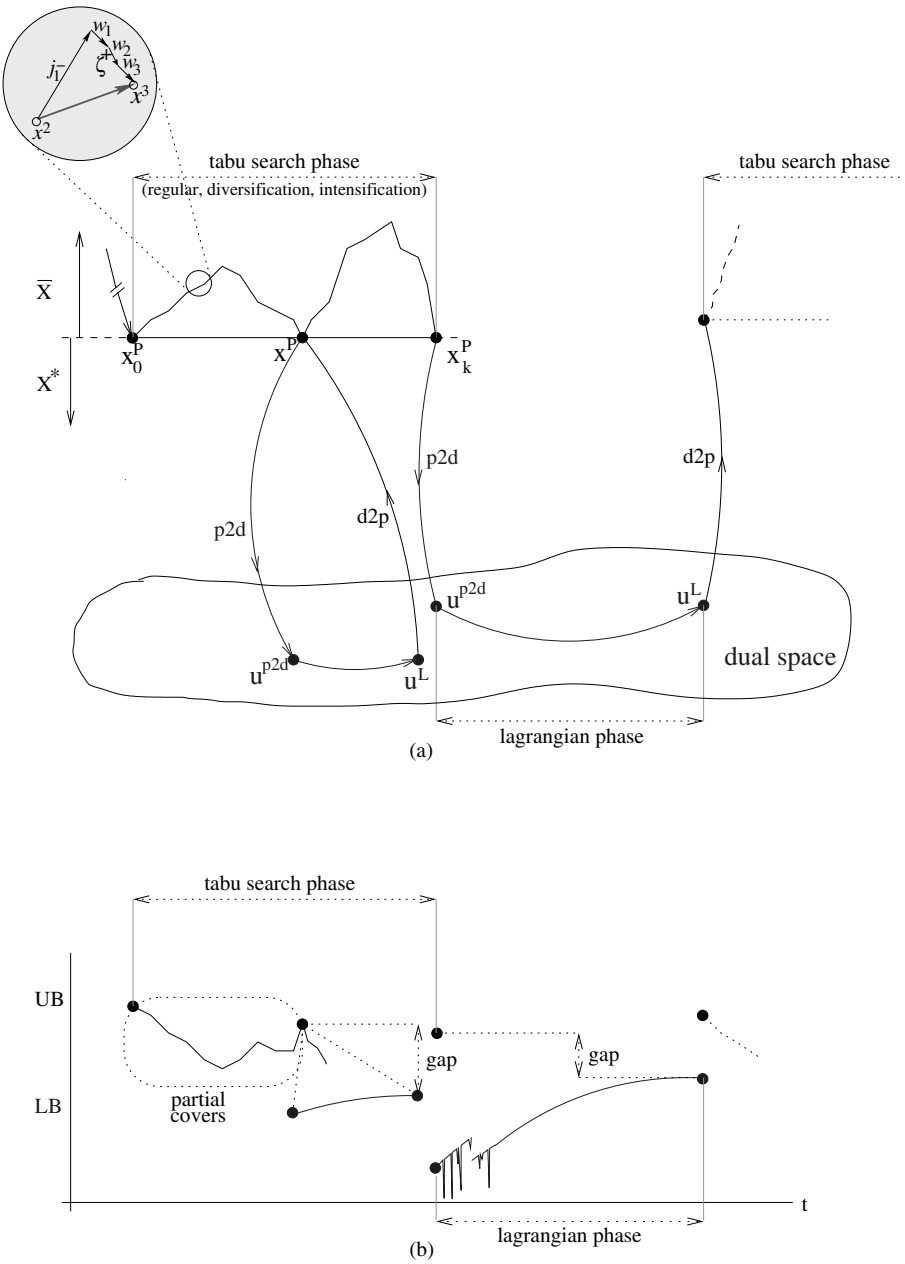 w1
w2
w3
j1−
ζ+
x2
x3
tabu search phase
(regular, diversification, intensification)
tabu search phase
X̅
X*
x0P
xP
xkP
p2d
d2p
p2d
d2p
up2d
uL
up2d
uL
dual space
lagrangian phase
(a)
tabu search phase
UB
LB
partial
covers
gap
gap
t
lagrangian phase
(b)